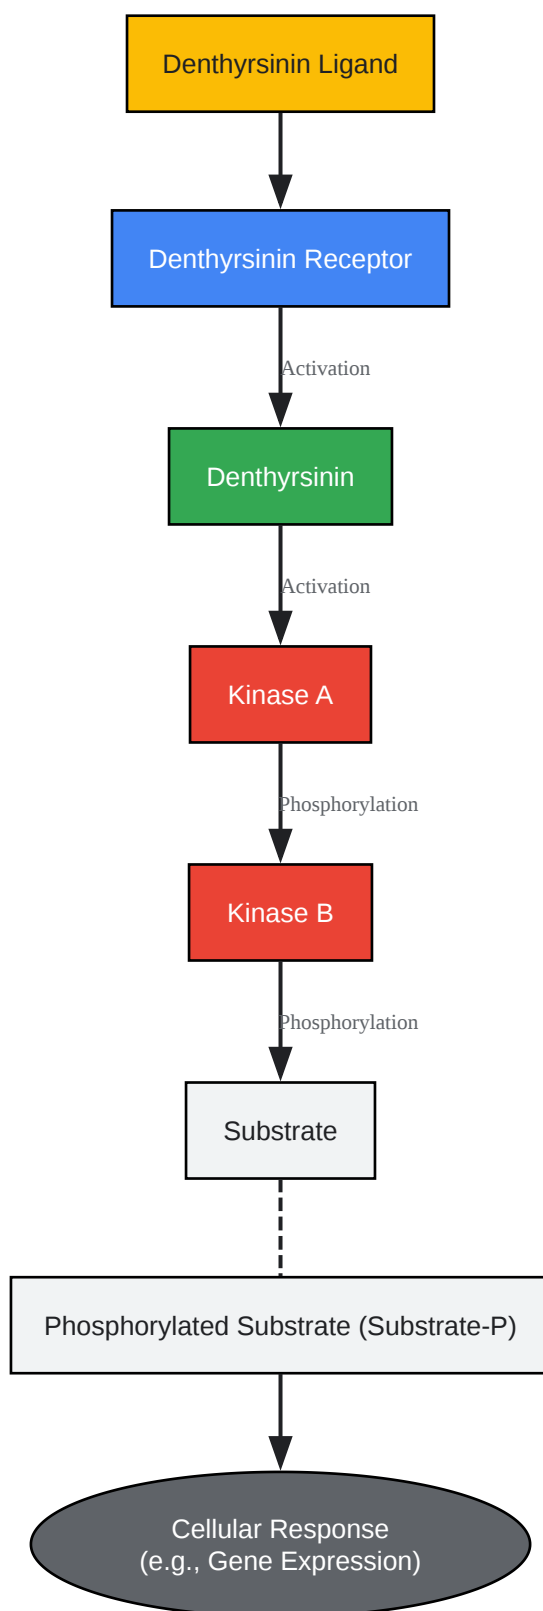 Denthyrsinin Ligand
Denthyrsinin Receptor
Activation
Denthyrsinin
Activation
Kinase A
Phosphorylation
Kinase B
Phosphorylation
Substrate
Phosphorylated Substrate (Substrate-P)
Cellular Response
(e.g., Gene Expression)